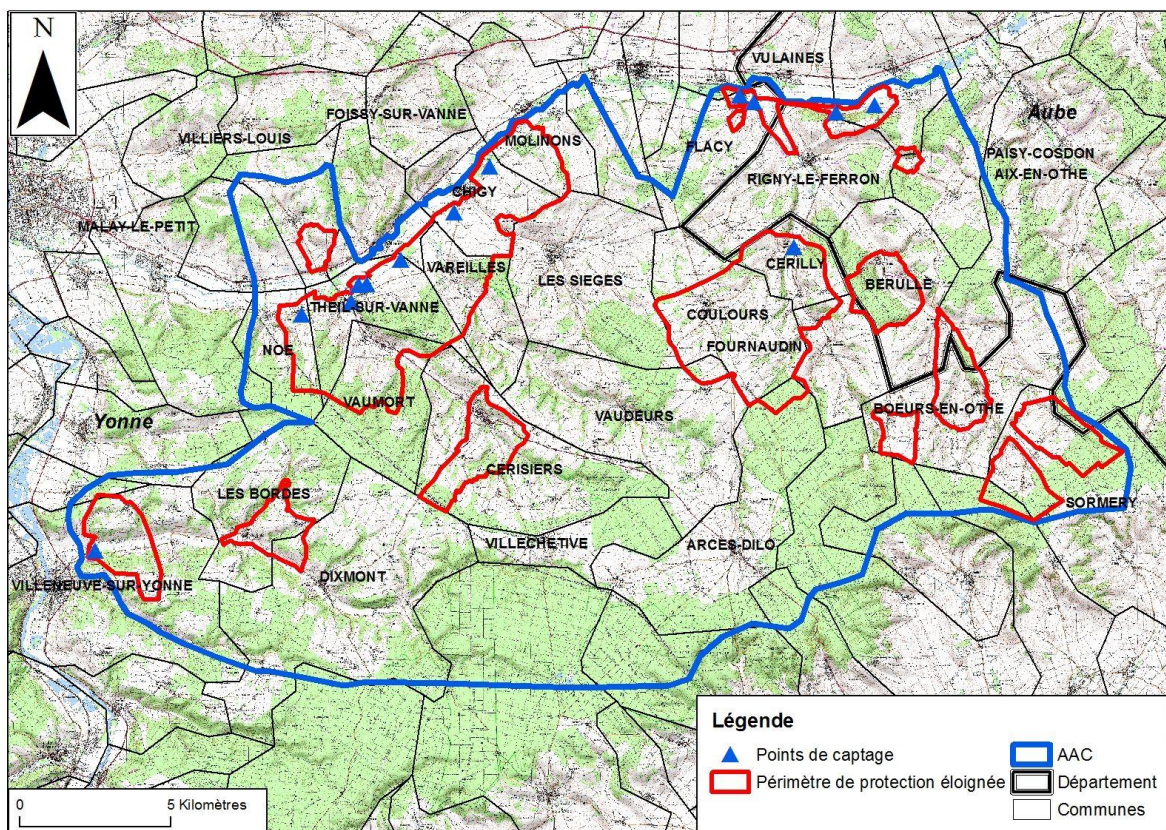 N
VULAINES
FOISSY-SUR-VANNE
Aube
VILLIERS-LOUIS
MOLINONS
FLACY
PAISY-COSDON
AIX-EN-OTHE
RIGNY-LE-FERRON
CHIGY
MALAY-LE-PETIT
CERILLY
VAREILLES
LES SIEGES
BERULLE
THEIL-SUR-VANNE
COULOURS
NOE
FOURNAUDIN
VAUMORT
BOEURS-EN-OTHE
VAUDEURS
Yonne
CERISIERS
LES BORDES
SORMERY
VILLECHETIVE
ARCES-DILO
DIXMONT
VILLENEUVE-SUR-YONNE
Légende
Points de captage
AAC
Périmètre de protection éloignée
Département
Communes
0 5 Kilomètres